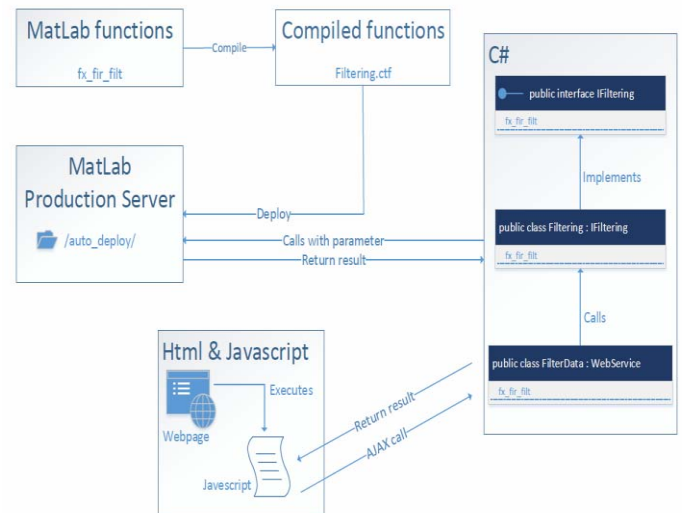 MatLab functions
fx_fir_filt
Compile
Compiled functions
Filtering.ctf
C#
public interface IFiltering
fx_fir_filt
Implements
MatLab
Production Server
/auto_deploy/
Deploy
Calls with parameter
Return result
public class Filtering : IFiltering
fx_fir_filt
Calls
public class FilterData : WebService
fx_fir_filt
Html & Javascript
Executes
Webpage
Javescript
Return result
AJAX call